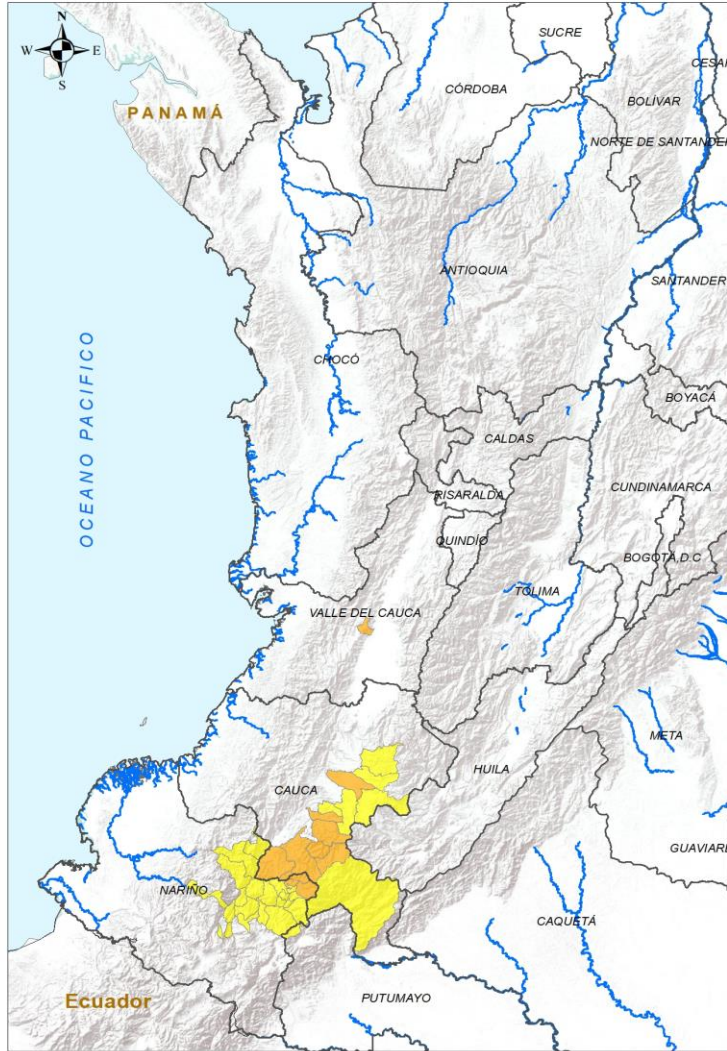 N
W E
S
PANAMÁ
SUCRE
CÓRDOBA
BOLÍVAR
NORTE DE SANTANDER
ANTIOQUIA
SANTANDER
OCEANO PACIFICO
CHOCÓ
BOYACÁ
CALDAS
CUNDINAMARCA
RISARALDA
QUINDÍO
BOGOTÁ, D.C
TOLIMA
VALLE DEL CAUCA
META
HUILA
CAUCA
GUAVIARE
NARIÑO
CAQUETÁ
PUTUMAYO
Ecuador